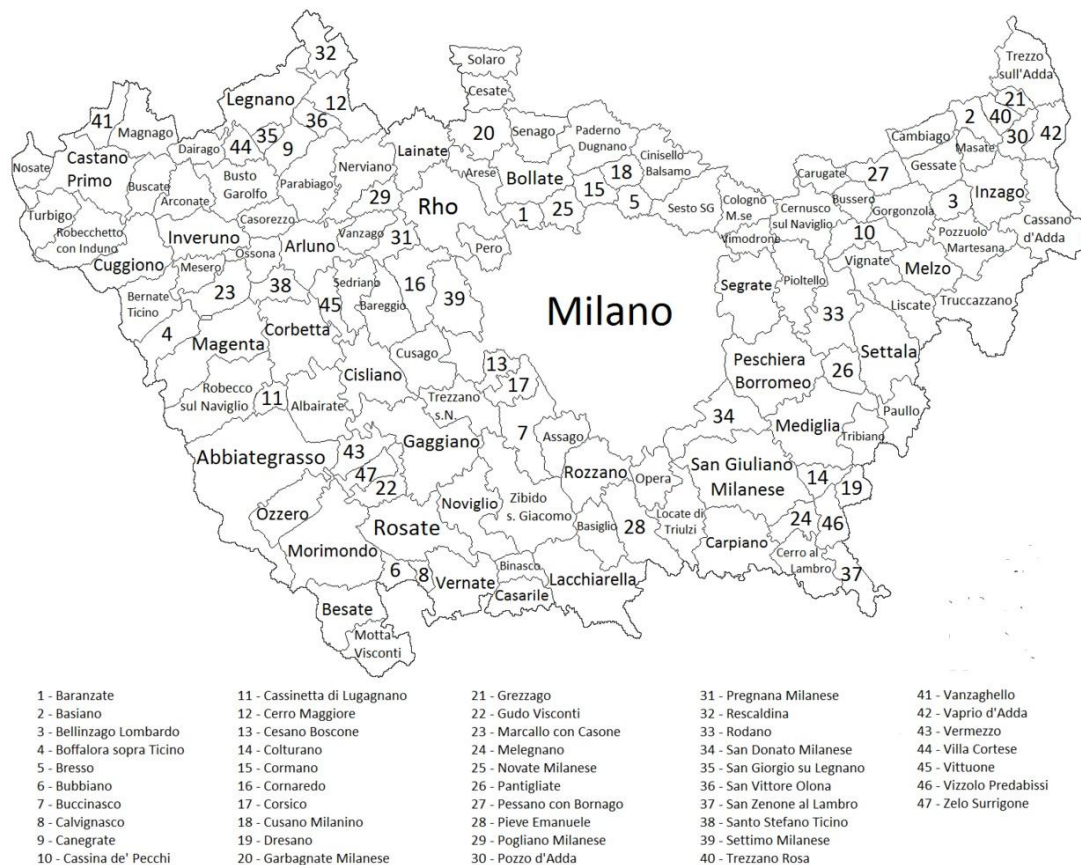 32
Solaro
Trezzo
sull'Adda
Cesate
Legnano
12
21
41
Magnago
36
2
40
42
35
20
Senago
Paderno
Dugnano
Cambiago
30
Dairago
44
9
Lainate
Masate
Nosate
Castano
Primo
Nerviano
Cinisello
Balsamo
Gessate
Busto
Garolfo
Parabiago
Arese
Bollate
18
Carugate
27
Buscate
Arconate
29
Rho
15
Bussero
Inzago
1
25
5
Sesto SG
Cologno
M.se
Cernusco
sul Naviglio
Gorgonzola
3
Turbigo
Casorezzo
Robecchetto
con Induno
Inveruno
Arluno
Vanzago
31
Pero
Vimodrone
10
Pozzuolo
Martesana
Cassano
d'Adda
Cuggiono
Mesero
Ossona
Vignate
Melzo
Bernate
Ticino
23
38
Sedriano
16
39
Segrate
Pioltello
45
Bareggio
Milano
Liscate
Truccazzano
4
Corbetta
33
Magenta
Cusago
Settala
13
Peschiera
Borromeo
26
Robecco
sul Naviglio
11
Albairate
Cisliano
Trezzano
s.N.
17
34
Mediglia
Paullo
7
Assago
Tribiano
Abbiategrasso
43
Gaggiano
47
22
Rozzano
Opera
San Giuliano
Milanese
14
19
Ozzero
Noviglio
Zibido
s. Giacomo
Rosate
Basiglio
28
Locate di
Triulzi
24
46
Morimondo
Carpiano
Cerro al
Lambro
6
8
Vernate
Binasco
Lacchiarella
37
Besate
Casarile
Motta
Visconti
1 - Baranzate
2 - Basiano
3 - Bellinzago Lombardo
4 - Boffalora sopra Ticino
5 - Bresso
6 - Bubbiano
7 - Buccinasco
8 - Calvignasco
9 - Canegrate
10 - Cassina de' Pecchi
11 - Cassinetta di Lugagnano
12 - Cerro Maggiore
13 - Cesano Boscone
14 - Colturano
15 - Cormano
16 - Cornaredo
17 - Corsico
18 - Cusano Milanino
19 - Dresano
20 - Garbagnate Milanese
21 - Grezzago
22 - Gudo Visconti
23 - Marcallo con Casone
24 - Melegnano
25 - Novate Milanese
26 - Pantigliate
27 - Pessano con Bornago
28 - Pieve Emanuele
29 - Pogliano Milanese
30 - Pozzo d'Adda
31 - Pregnana Milanese
32 - Rescaldina
33 - Rodano
34 - San Donato Milanese
35 - San Giorgio su Legnano
36 - San Vittore Olona
37 - San Zenone al Lambro
38 - Santo Stefano Ticino
39 - Settimo Milanese
40 - Trezzano Rosa
41 - Vanzaghello
42 - Vaprio d'Adda
43 - Vermezzo
44 - Villa Cortese
45 - Vittuone
46 - Vizzolo Predabissi
47 - Zelo Surrigone